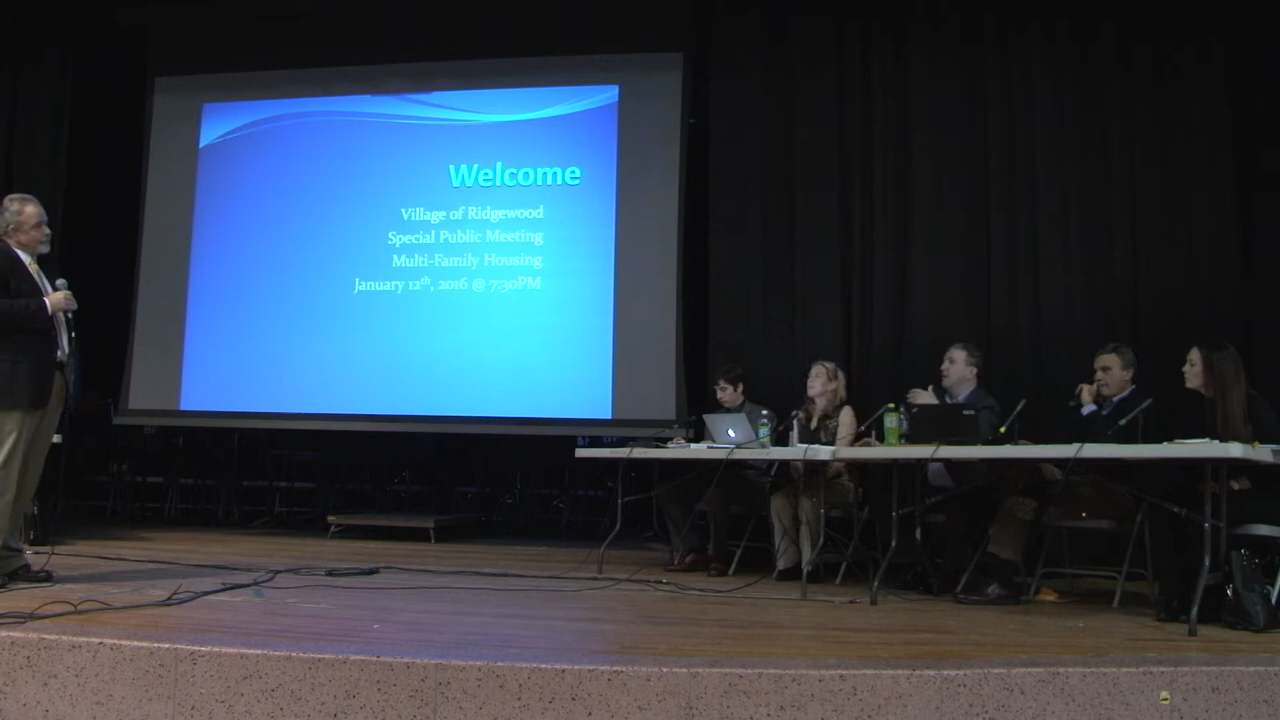 Welcome
Village of Ridgewood
Special Public Meeting
Multi-Family Housing
January 12th, 2016 @ 7:30PM